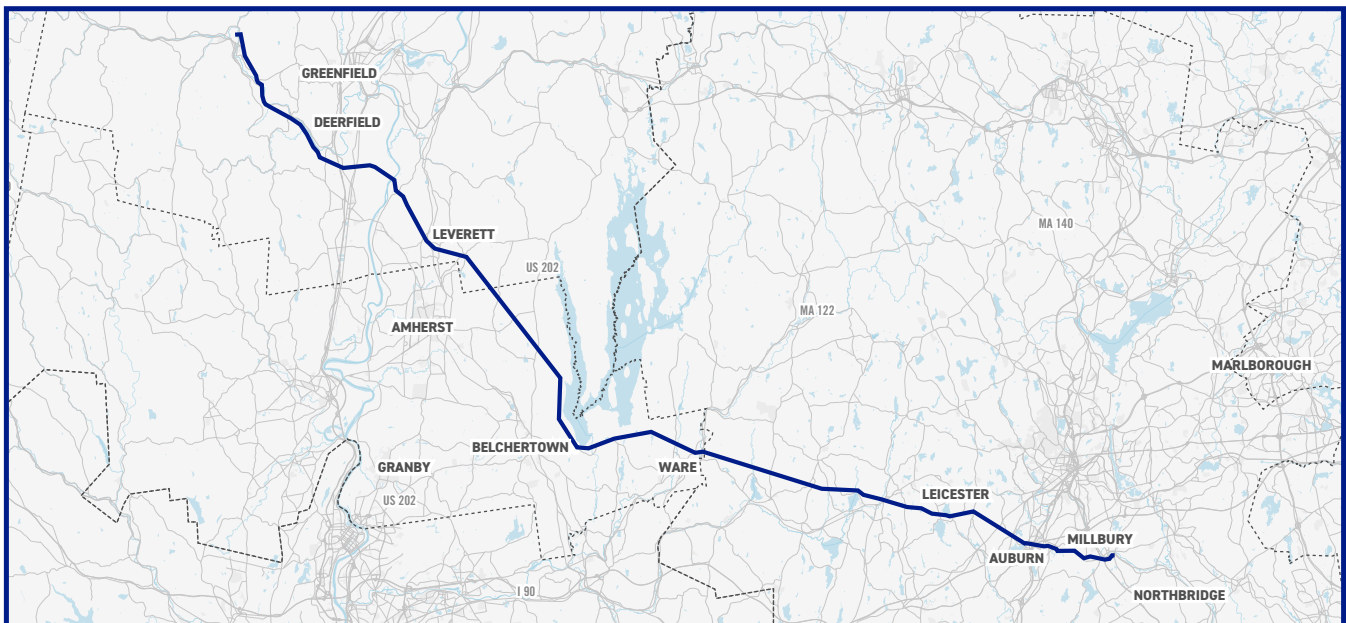 GREENFIELD
DEERFIELD
MA 140
LEVERETT
US 202
MA 122
AMHERST
MARLBOROUGH
BELCHERTOWN
GRANBY
WARE
US 202
LEICESTER
MILLBURY
AUBURN
I 90
NORTHBRIDGE